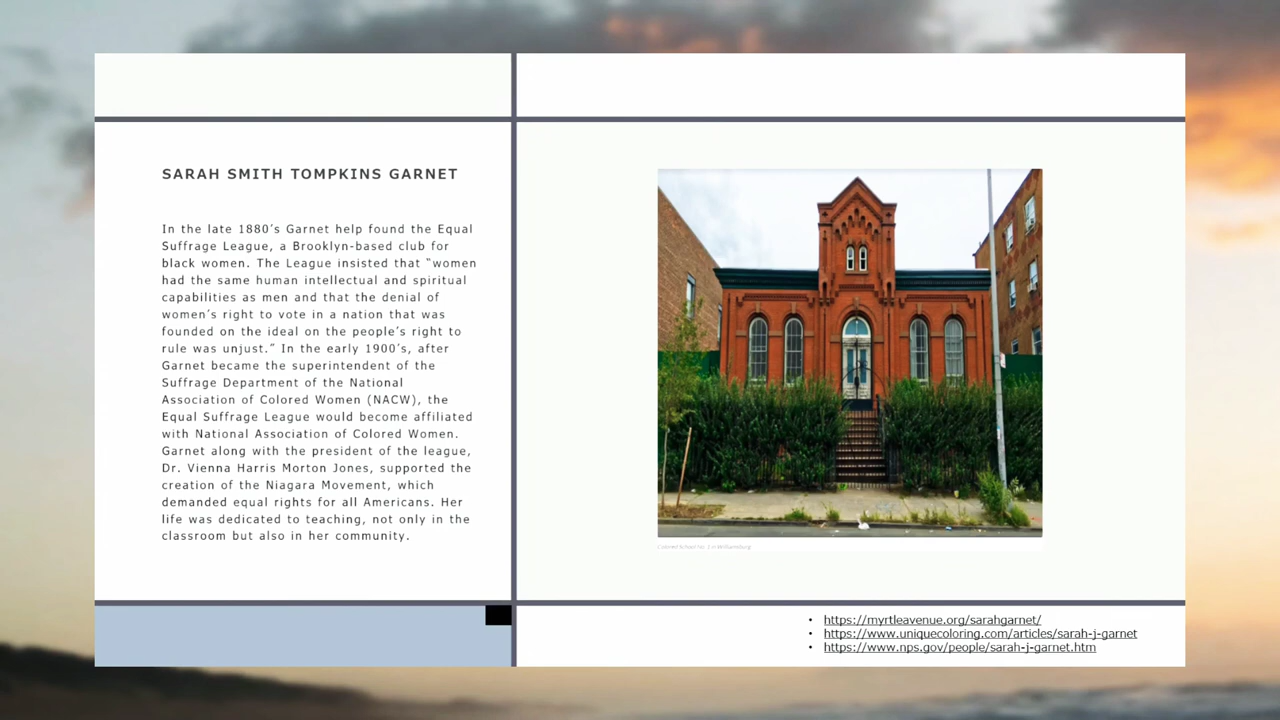 SARAH SMITH TOMPKINS GARNET
In the late 1880's Garnet help found the Equal
Suffrage League, a Brooklyn-based club for
black women. The League insisted that "women
had the same human intellectual and spiritual
capabilities as men and that the denial of
women's right to vote in a nation that was
founded on the ideal on the people's right to
rule was unjust." In the early 1900's, after
Garnet became the superintendent of the
Suffrage Department of the National
Association of Colored Women (NACW), the
Equal Suffrage League would become affiliated
with National Association of Colored Women.
Garnet along with the president of the league,
Dr. Vienna Harris Morton Jones, supported the
creation of the Niagara Movement, which
demanded equal rights for all Americans. Her
life was dedicated to teaching, not only in the
classroom but also in her community.
Colored School No. 3 in Williamsburg
• https://myrtleavenue.org/sarahgarnet/
• https://www.uniquecoloring.com/articles/sarah-j-garnet
• https://www.nps.gov/people/sarah-j-garnet.htm